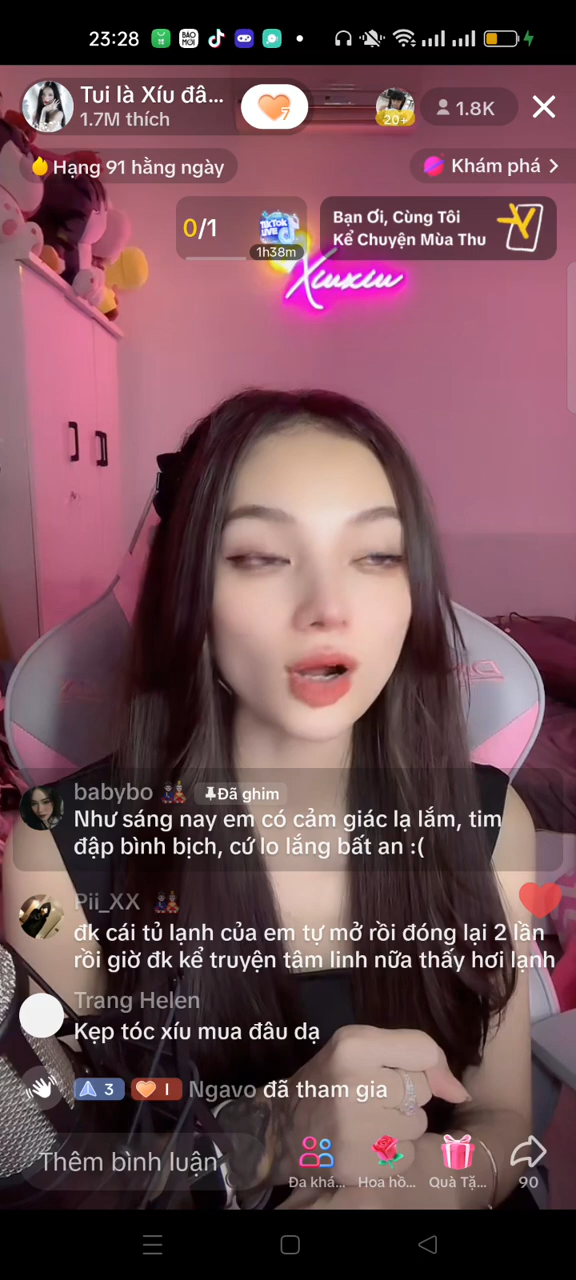 23:28
BÁO MỚI
Tui là Xíu đâ...
1.7M thích
7
20+
1.8K
Hạng 91 hằng ngày
Khám phá >
0/1
TikTok LIVE
1h38m
Bạn Ơi, Cùng Tôi
Kể Chuyện Mùa Thu
Xiuxiu
babybo
Đã ghim
Như sáng nay em có cảm giác lạ lắm, tim
đập bình bịch, cứ lo lắng bất an :(
Pii_XX
đk cái tủ lạnh của em tự mở rồi đóng lại 2 lần
rồi giờ đk kể truyện tâm linh nữa thấy hơi lạnh
Trang Helen
Kẹp tóc xíu mua đâu dạ
3 I Ngavo đã tham gia
Thêm bình luận
Đa khá...
Hoa hồ...
Quà Tặ...
90